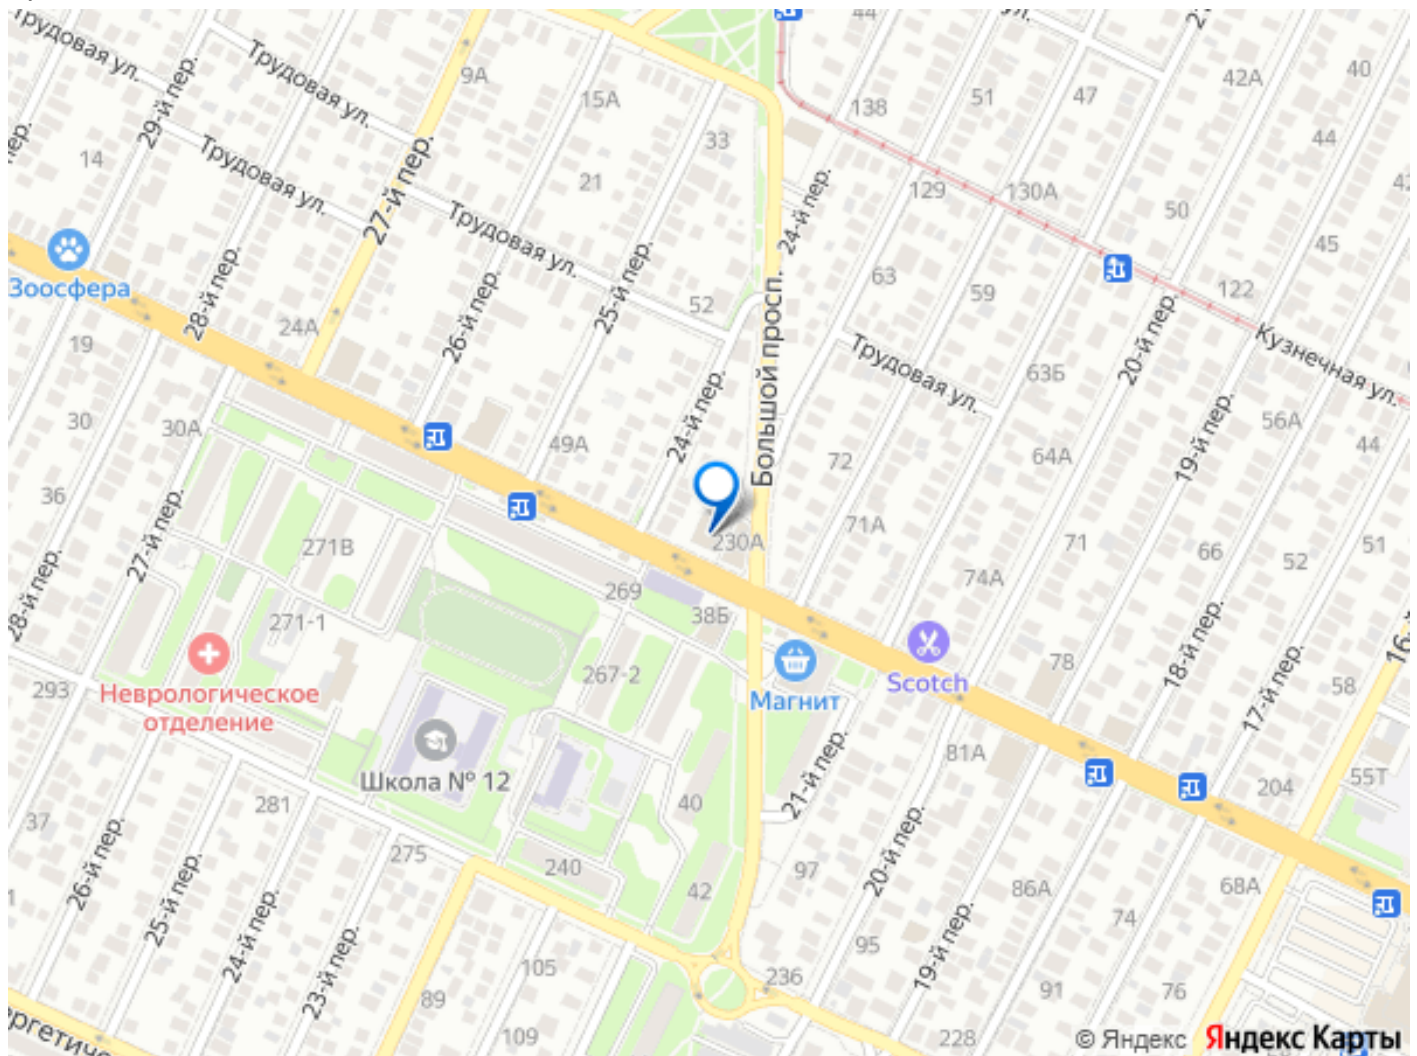 Трудовая ул.
44
ул.
Трудовая ул.
9А
15А
42А
40
51
47
138
29-й пер.
33
44
14
Трудовая ул.
27-й пер.
21
129
130А
50
24-й пер.
Трудовая ул.
45
Зоосфера
28-й пер.
25-й пер.
63
59
122
26-й пер.
52
24А
19
Большой просп.
Трудовая ул.
20-й пер.
Кузнечная ул.
63Б
30
30А
49А
24-й пер.
72
64А
19-й пер.
56А
44
36
27-й пер.
271В
230А
71А
71
66
52
51
28-й пер.
271-1
269
38Б
74А
18-й пер.
293
Неврологическое
отделение
267-2
Магнит
Scotch
78
17-й пер.
58
16-й
Школа № 12
37
281
275
40
21-й пер.
81А
204
55Т
26-й пер.
25-й пер.
24-й пер.
23-й пер.
240
42
97
20-й пер.
86А
74
68А
95
19-й пер.
105
236
89
109
91
76
228
© Яндекс Яндекс Карты